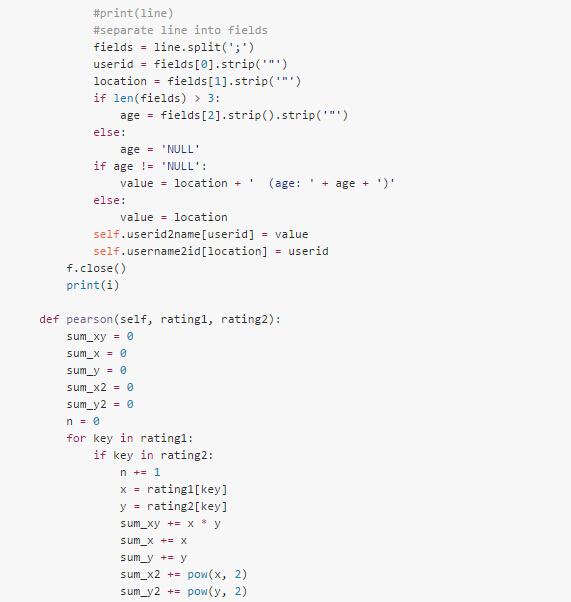 #print(line)
#separate line into fields
fields = line.split(';')
userid = fields[0].strip('"')
location = fields[1].strip('"')
if len(fields) > 3:
age = fields[2].strip().strip('"')
else:
age = 'NULL'
if age != 'NULL':
value = location + '  (age: ' + age + ')'
else:
value = location
self.userid2name[userid] = value
self.username2id[location] = userid
f.close()
print(i)
def pearson(self, rating1, rating2):
sum_xy = 0
sum_x = 0
sum_y = 0
sum_x2 = 0
sum_y2 = 0
n = 0
for key in rating1:
if key in rating2:
n += 1
x = rating1[key]
y = rating2[key]
sum_xy += x * y
sum_x += x
sum_y += y
sum_x2 += pow(x, 2)
sum_y2 += pow(y, 2)